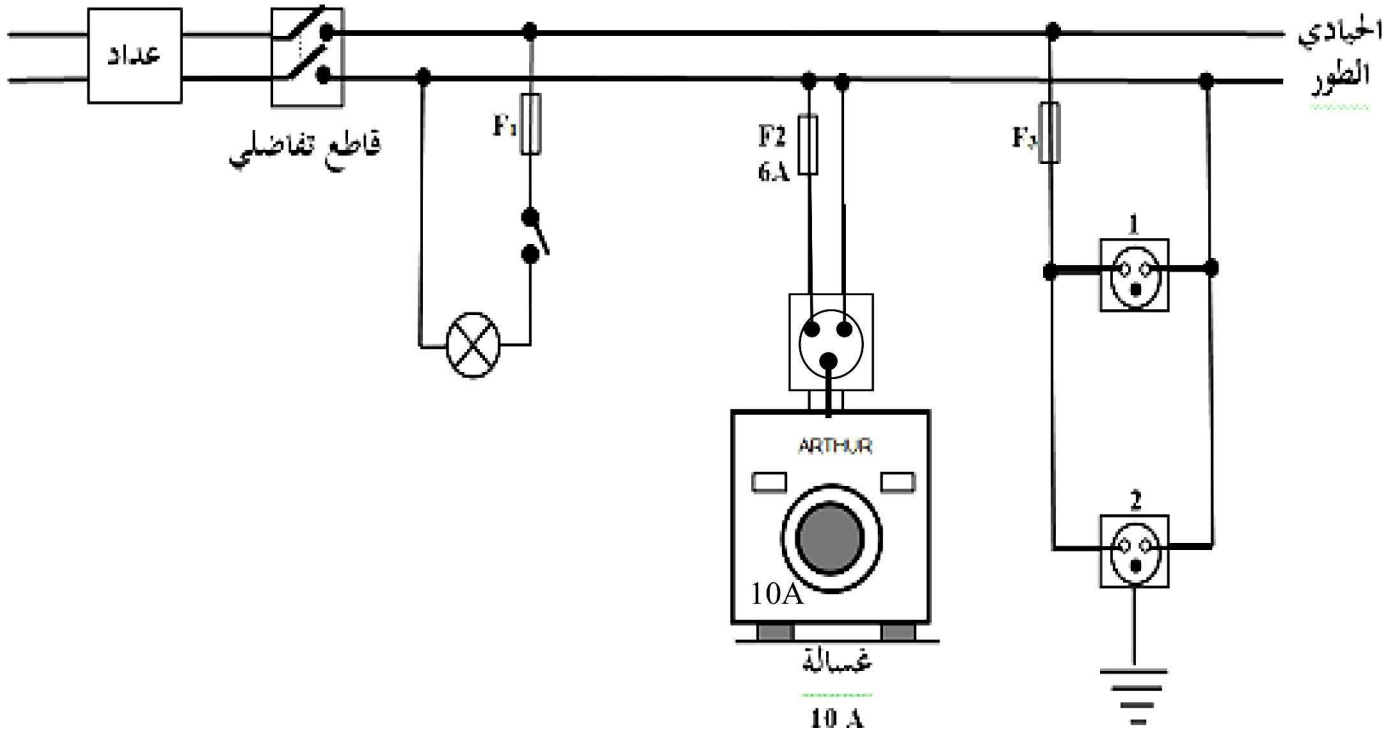 الحيادي
الطور
عداد
قاطع تفاضلي
F1
F2
6A
F3
1
2
ARTHUR
10A
غسالة
10 A